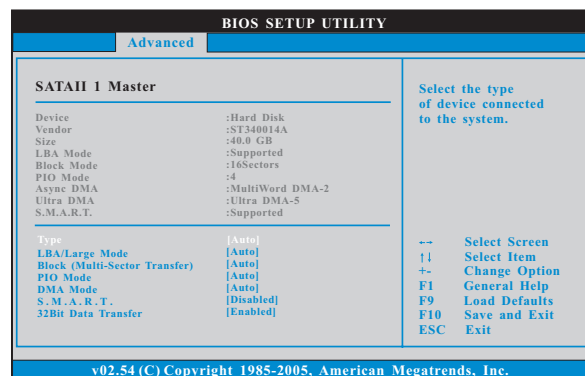 BIOS SETUP UTILITY
Advanced
SATAII 1 Master
Device :Hard Disk
Vendor :ST340014A
Size :40.0 GB
LBA Mode :Supported
Block Mode :16Sectors
PIO Mode :4
Async DMA :MultiWord DMA-2
Ultra DMA :Ultra DMA-5
S.M.A.R.T. :Supported
Type [Auto]
LBA/Large Mode [Auto]
Block (Multi-Sector Transfer) [Auto]
PIO Mode [Auto]
DMA Mode [Auto]
S.M.A.R.T. [Disabled]
32Bit Data Transfer [Enabled]
Select the type
of device connected
to the system.
←→ Select Screen
↑↓ Select Item
+- Change Option
F1 General Help
F9 Load Defaults
F10 Save and Exit
ESC Exit
v02.54 (C) Copyright 1985-2005, American Megatrends, Inc.